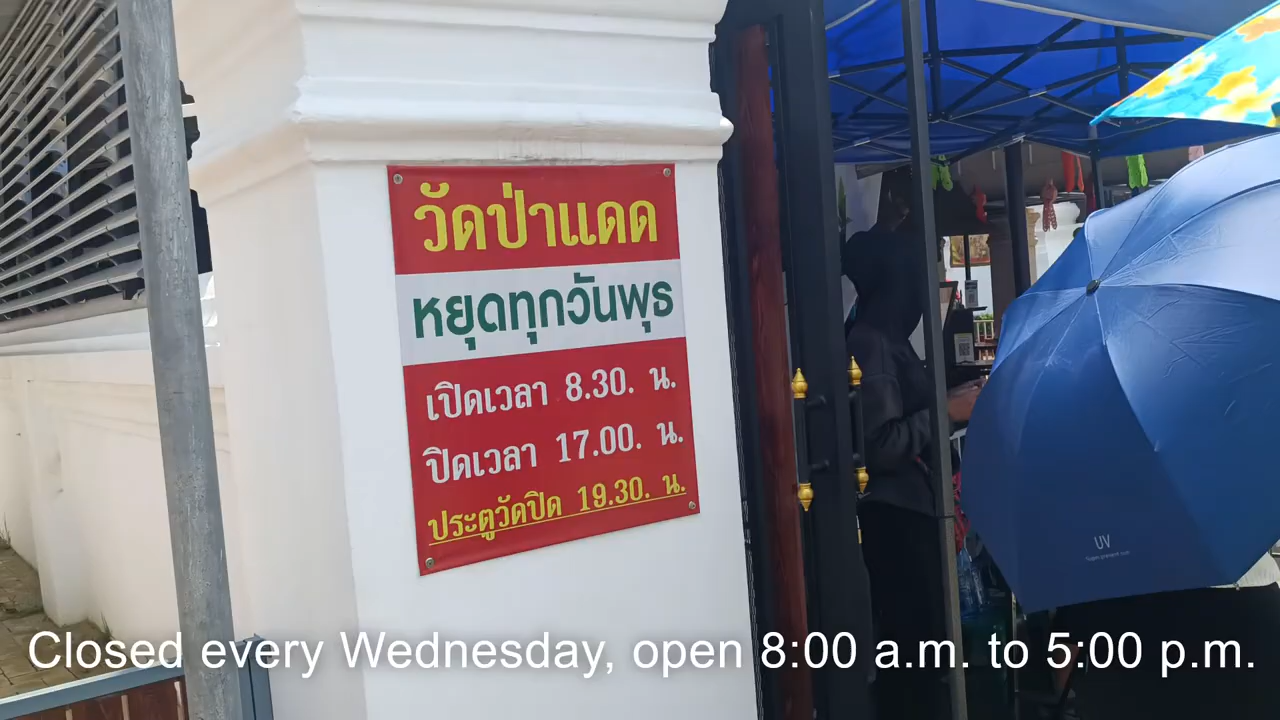 วัดป่าแดด
หยุดทุกวันพุธ
เปิดเวลา 8.30. น.
ปิดเวลา 17.00. น.
ประตูวัดปิด 19.30. น.
UV
Closed every Wednesday, open 8:00 a.m. to 5:00 p.m.